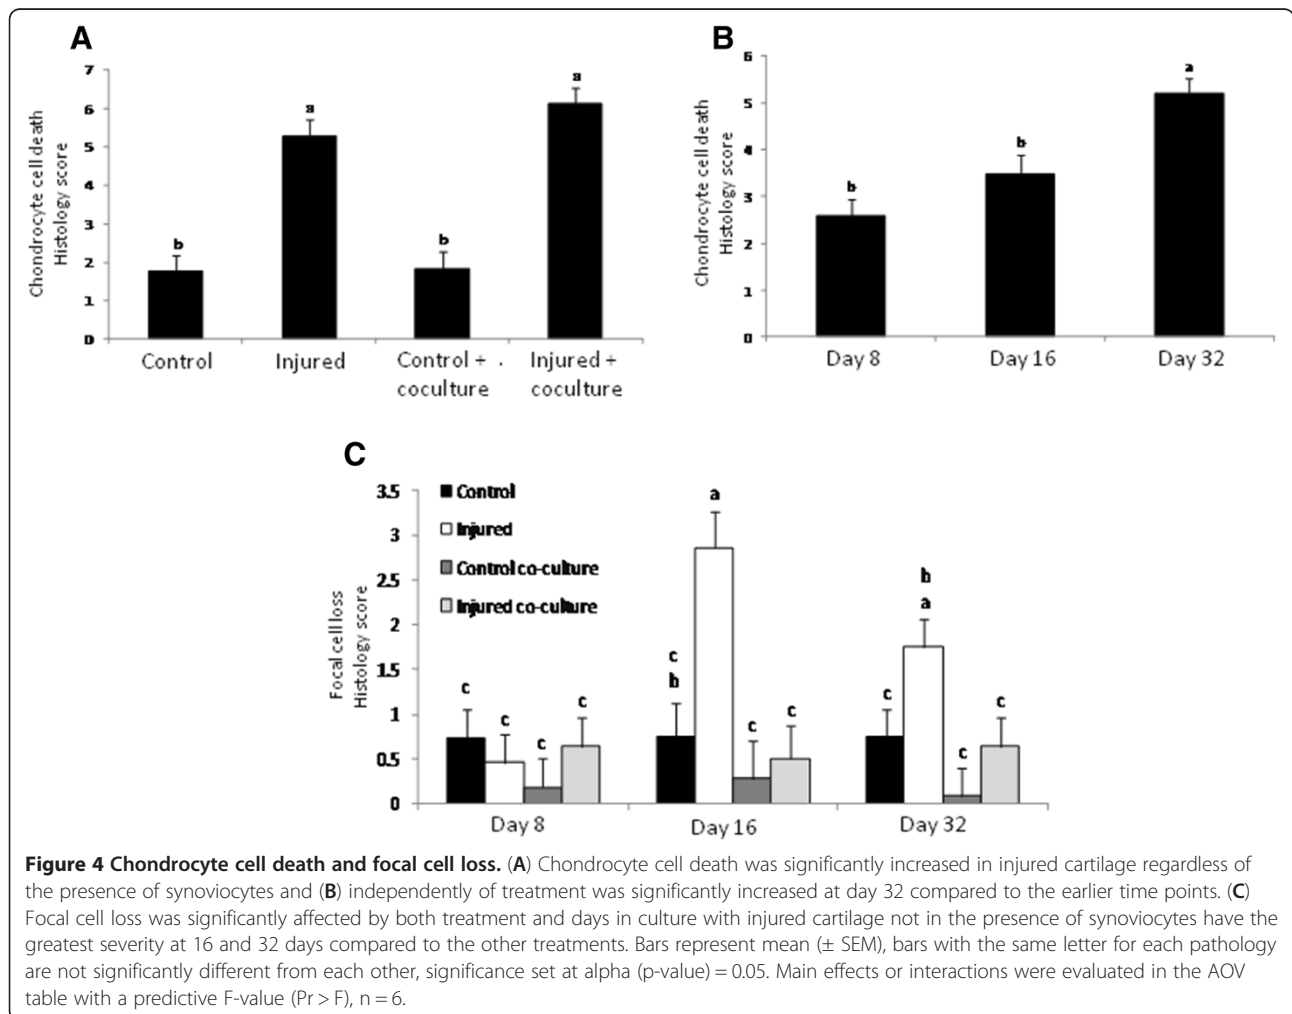 A
Chondrocyte cell death
Histology score
7
6
5
4
3
2
1
0
b
a
b
a
Control
Injured
Control + .
coculture
Injured +
coculture
B
Chondrocyte cell death
Histology score
6
5
4
3
2
1
0
b
b
a
Day 8
Day 16
Day 32
C
Focal cell loss
Histology score
3.5
3
2.5
2
1.5
1
0.5
0
Control
Injured
Control co-culture
Injured co-culture
c
c
c
c
c
b
a
c
c
c
b
a
c
c
Day 8
Day 16
Day 32
Figure 4 Chondrocyte cell death and focal cell loss. (A) Chondrocyte cell death was significantly increased in injured cartilage regardless of
the presence of synoviocytes and (B) independently of treatment was significantly increased at day 32 compared to the earlier time points. (C)
Focal cell loss was significantly affected by both treatment and days in culture with injured cartilage not in the presence of synoviocytes have the
greatest severity at 16 and 32 days compared to the other treatments. Bars represent mean (± SEM), bars with the same letter for each pathology
are not significantly different from each other, significance set at alpha (p-value) = 0.05. Main effects or interactions were evaluated in the AOV
table with a predictive F-value (Pr > F), n = 6.